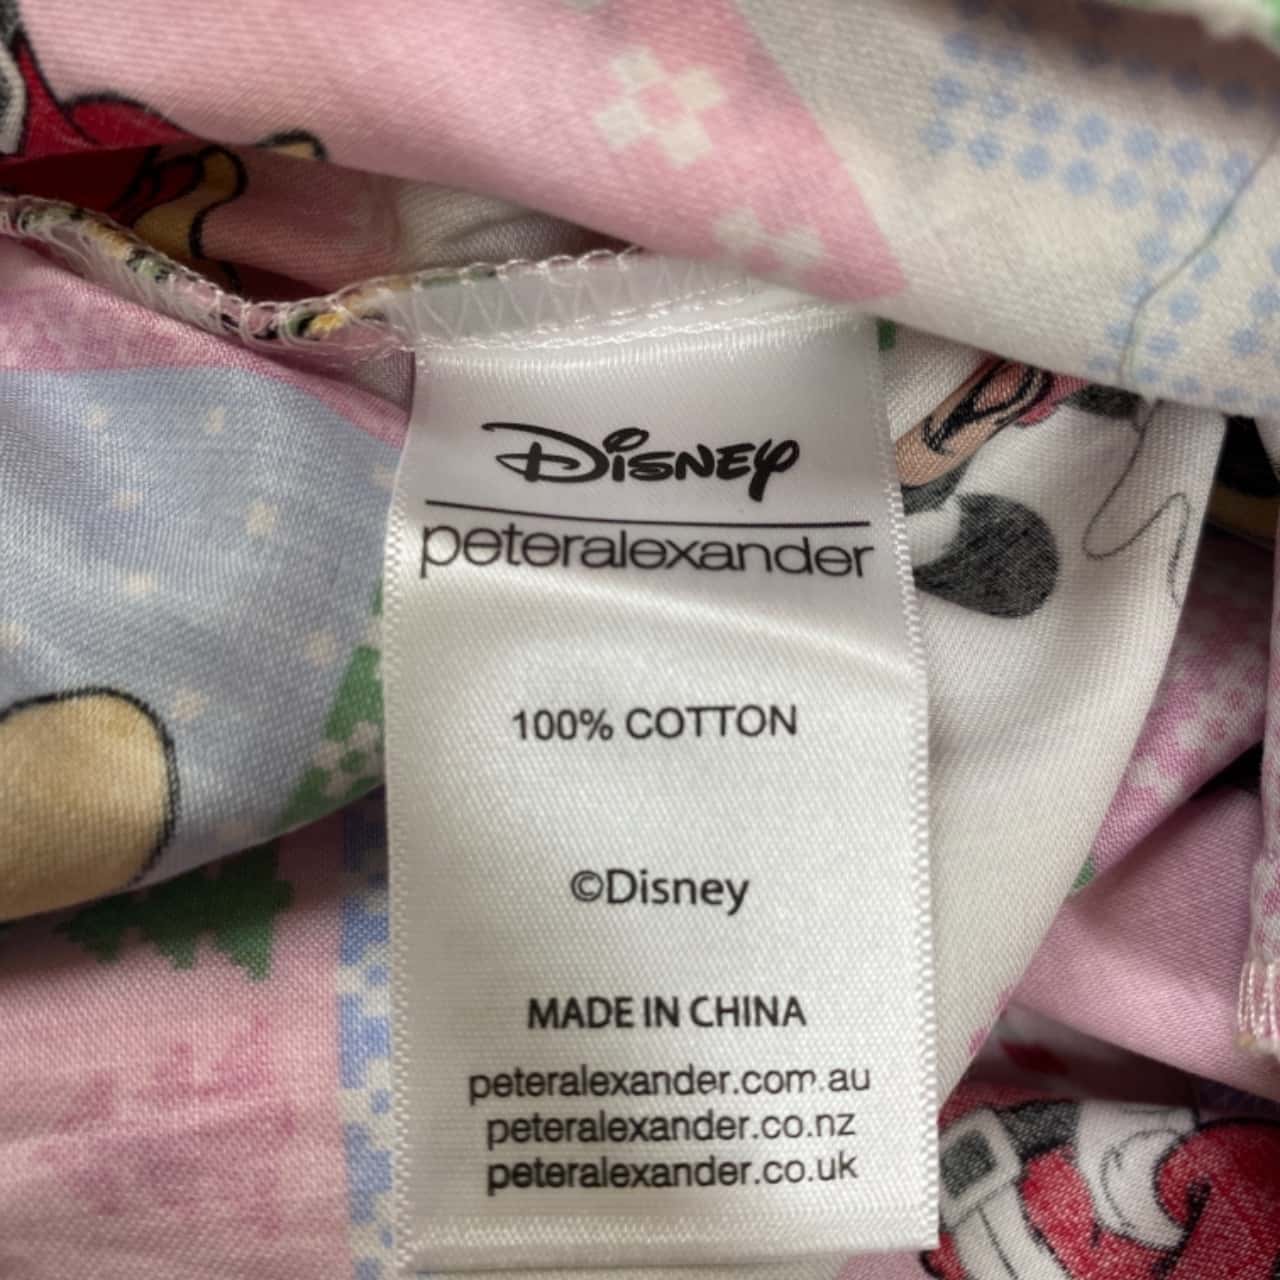 Disney
peteralexander
100% COTTON
©Disney
MADE IN CHINA
peteralexander.com.au
peteralexander.co.nz
peteralexander.co.uk